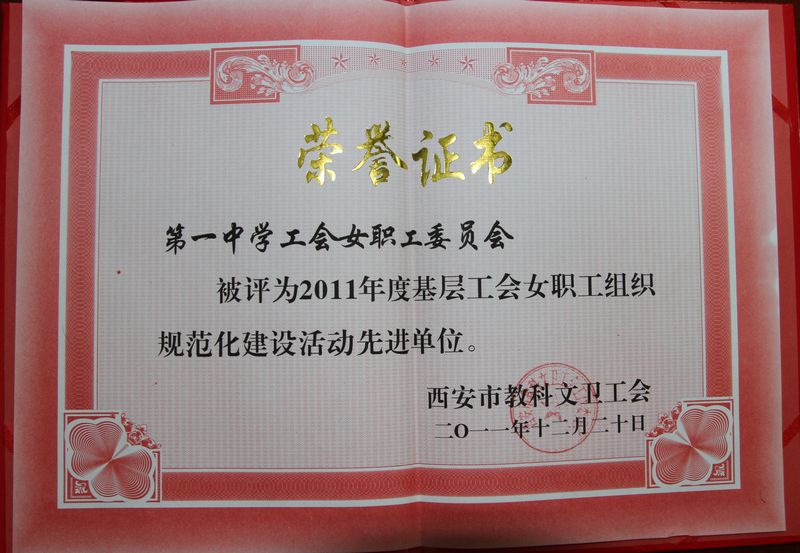 荣誉证书
第一中学工会女职工委员会
被评为2011年度基层工会女职工组织
规范化建设活动先进单位。
西安市教科文卫工会
二〇一一年十二月二十日